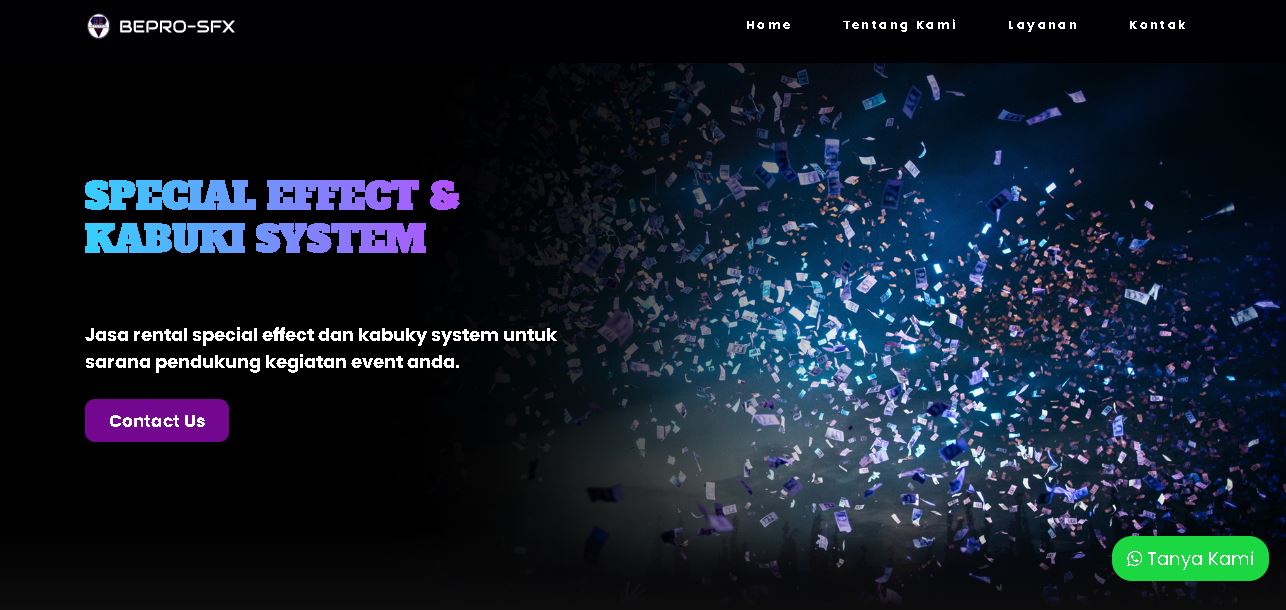 BEPRO-SFX
Home Tentang Kami Layanan Kontak
SPECIAL EFFECT &
KABUKI SYSTEM
Jasa rental special effect dan kabuky system untuk
sarana pendukung kegiatan event anda.
Contact Us
Tanya Kami